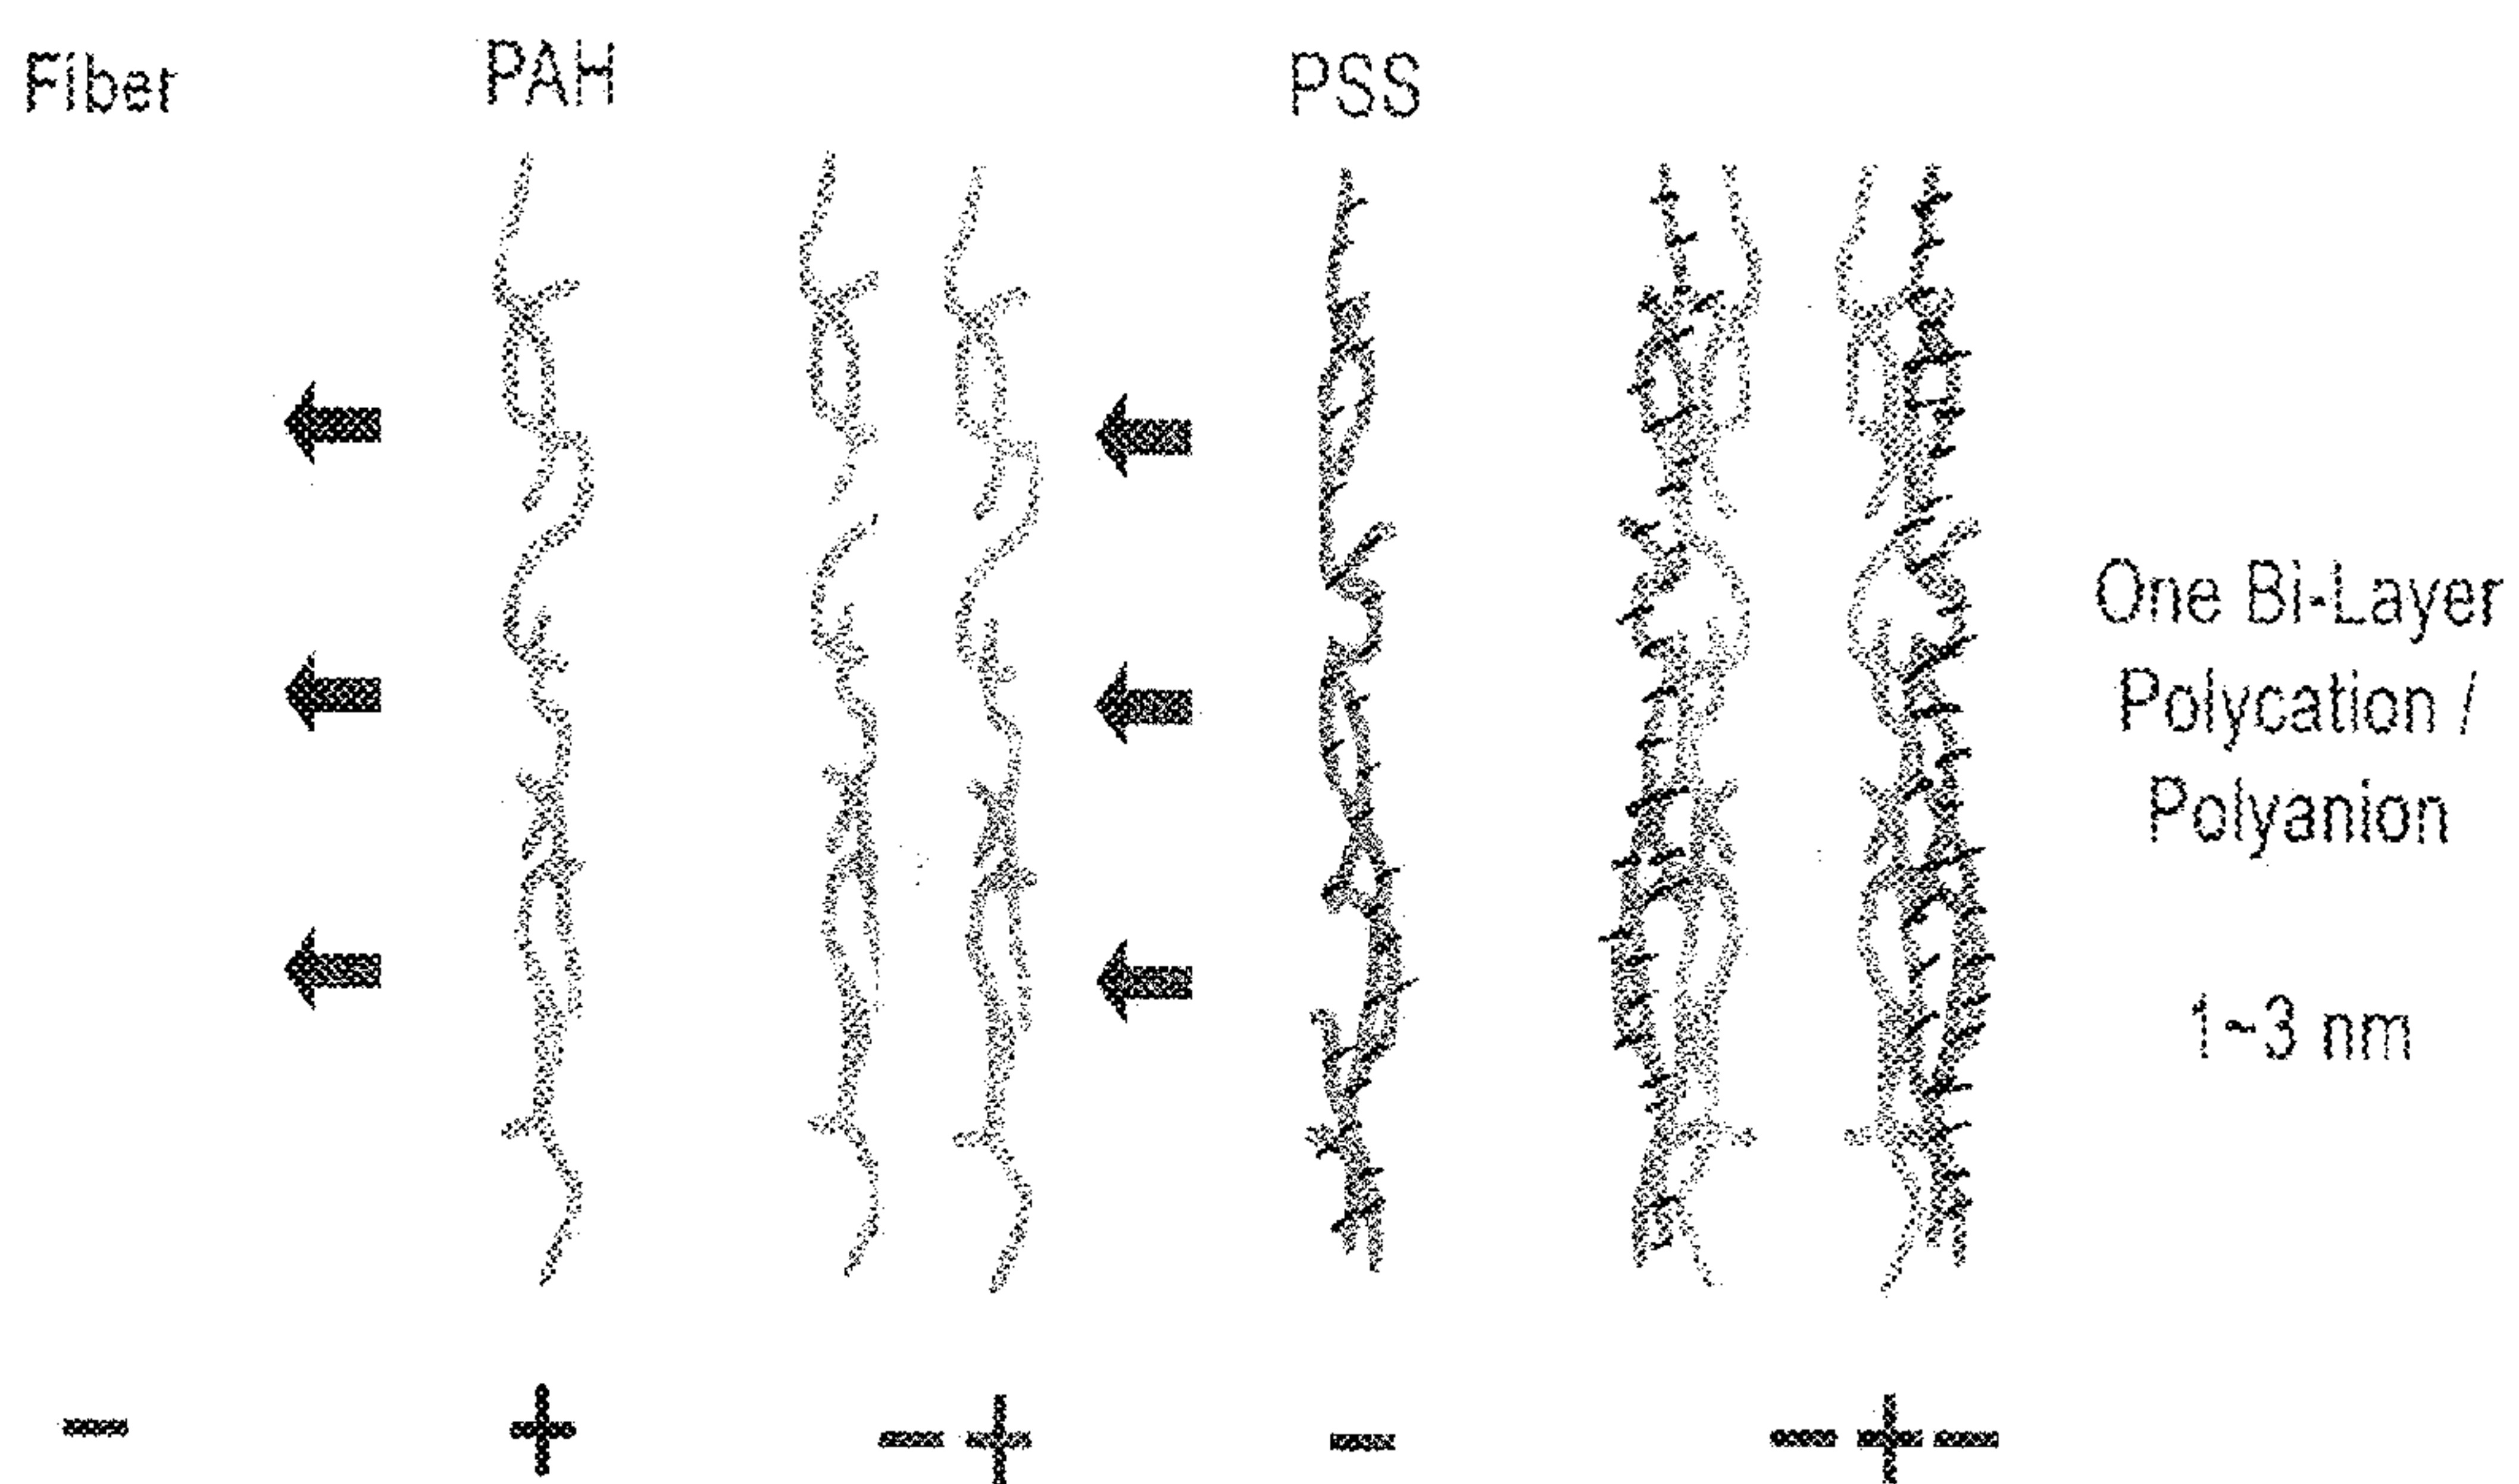 Fiber
PAH
PSS
One Bi-Layer
Polycation /
Polyanion
1~3 nm
− + −+ − −+−